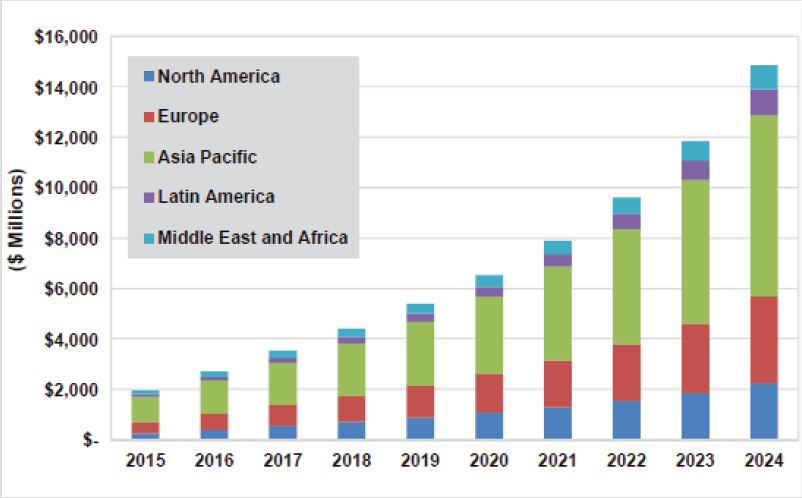 $16,000
$14,000
$12,000
$10,000
$8,000
$6,000
$4,000
$2,000
$-
($ Millions)
North America
Europe
Asia Pacific
Latin America
Middle East and Africa
2015 2016 2017 2018 2019 2020 2021 2022 2023 2024